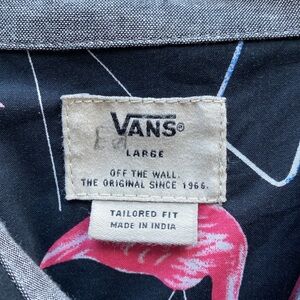 VANS®
LARGE
OFF THE WALL.
THE ORIGINAL SINCE 1966.
TAILORED FIT
MADE IN INDIA